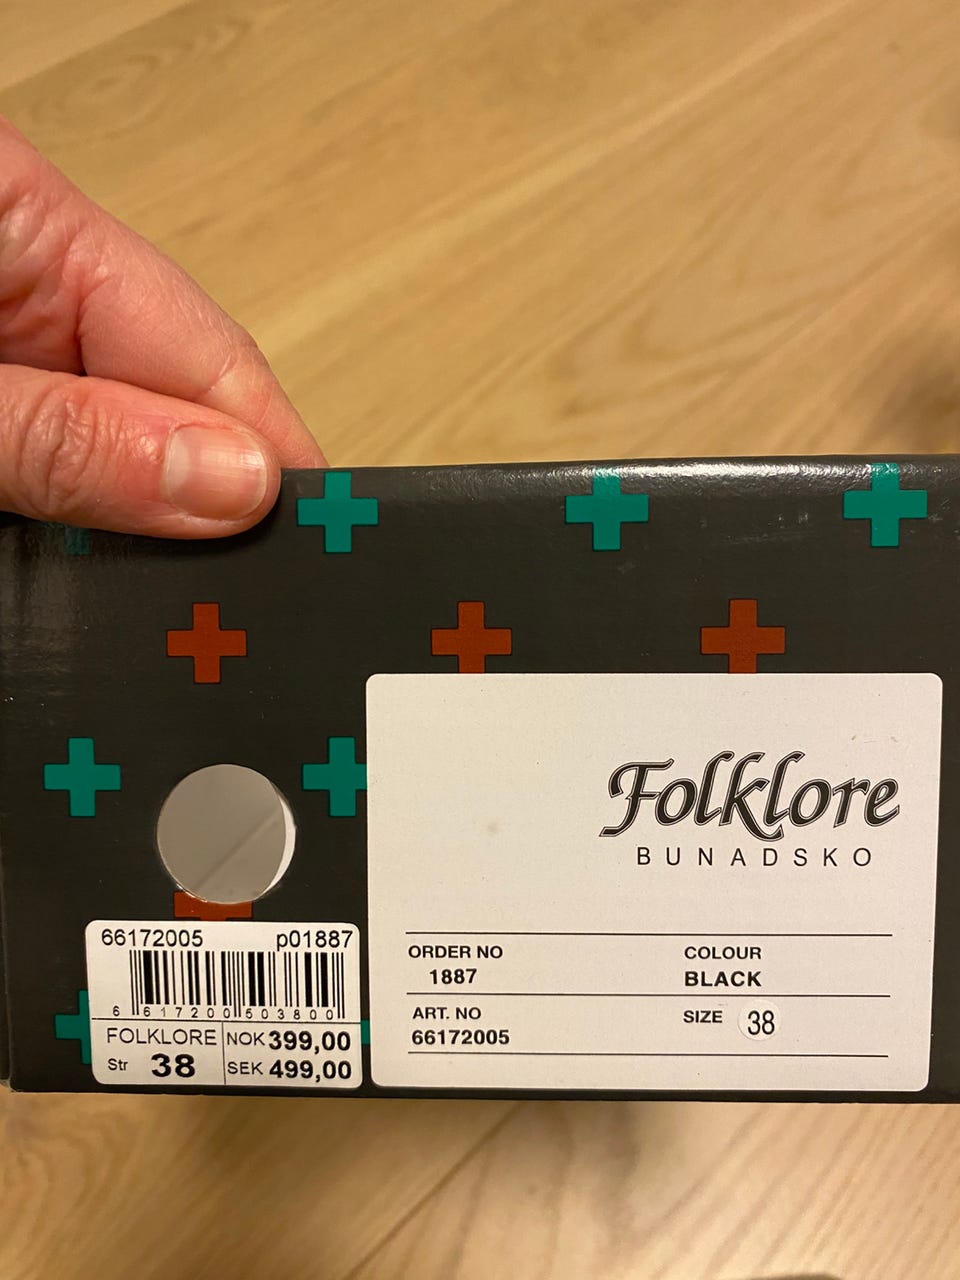 Folklore
BUNADSKO
ORDER NO COLOUR
1887 BLACK
ART. NO SIZE 38
66172005
66172005 p01887
6 617200 503800
FOLKLORE NOK 399,00
Str 38 SEK 499,00